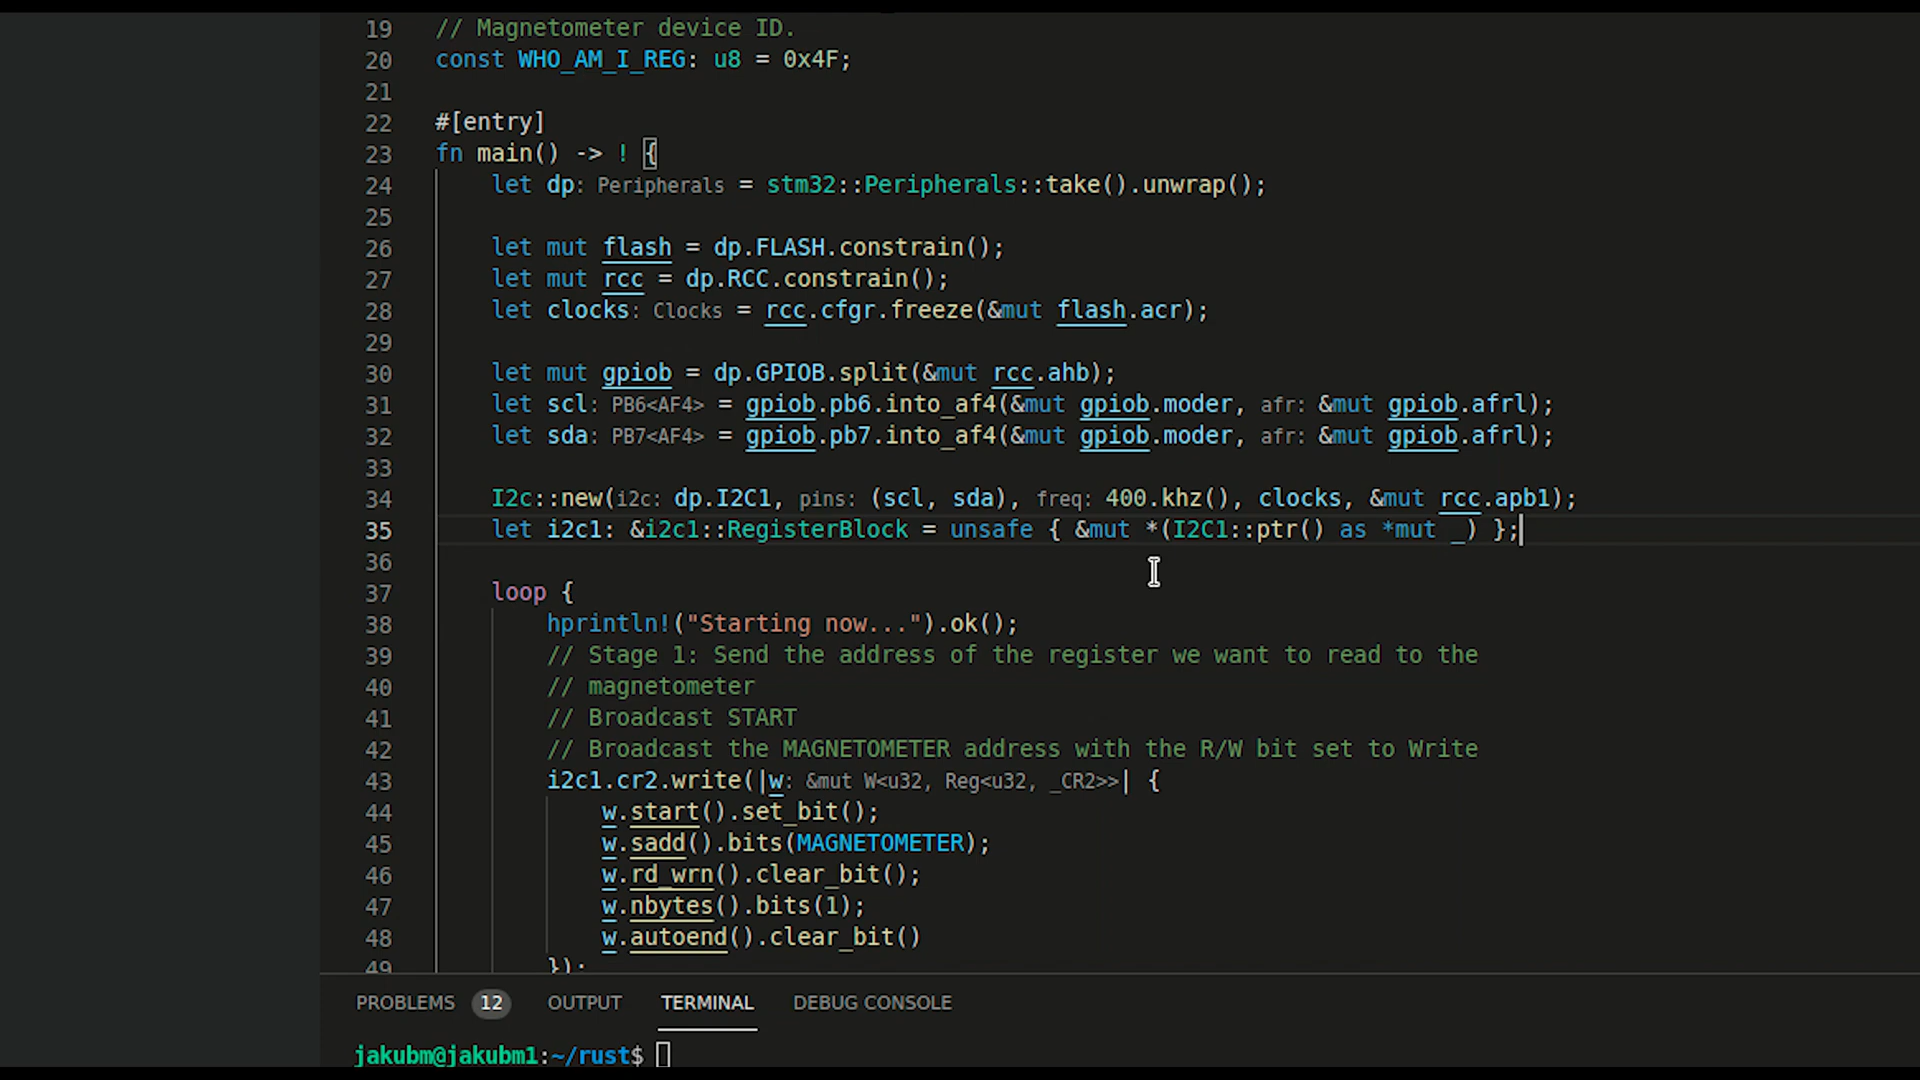 19 // Magnetometer device ID.
20 const WHO_AM_I_REG: u8 = 0x4F;
21
22 #[entry]
23 fn main() -> ! {
24 let dp: Peripherals = stm32::Peripherals::take().unwrap();
25
26 let mut flash = dp.FLASH.constrain();
27 let mut rcc = dp.RCC.constrain();
28 let clocks: Clocks = rcc.cfgr.freeze(&mut flash.acr);
29
30 let mut gpiob = dp.GPIOB.split(&mut rcc.ahb);
31 let scl: PB6<AF4> = gpiob.pb6.into_af4(&mut gpiob.moder, afr: &mut gpiob.afrl);
32 let sda: PB7<AF4> = gpiob.pb7.into_af4(&mut gpiob.moder, afr: &mut gpiob.afrl);
33
34 I2c::new(i2c: dp.I2C1, pins: (scl, sda), freq: 400.khz(), clocks, &mut rcc.apb1);
35 let i2c1: &i2c1::RegisterBlock = unsafe { &mut *(I2C1::ptr() as *mut _) };
36
37 loop {
38 hprintln!("Starting now...").ok();
39 // Stage 1: Send the address of the register we want to read to the
40 // magnetometer
41 // Broadcast START
42 // Broadcast the MAGNETOMETER address with the R/W bit set to Write
43 i2c1.cr2.write(|w: &mut W<u32, Reg<u32, _CR2>>| {
44 w.start().set_bit();
45 w.sadd().bits(MAGNETOMETER);
46 w.rd_wrn().clear_bit();
47 w.nbytes().bits(1);
48 w.autoend().clear_bit()
49 });
PROBLEMS 12 OUTPUT TERMINAL DEBUG CONSOLE
jakubm@jakubm1:~/rust$